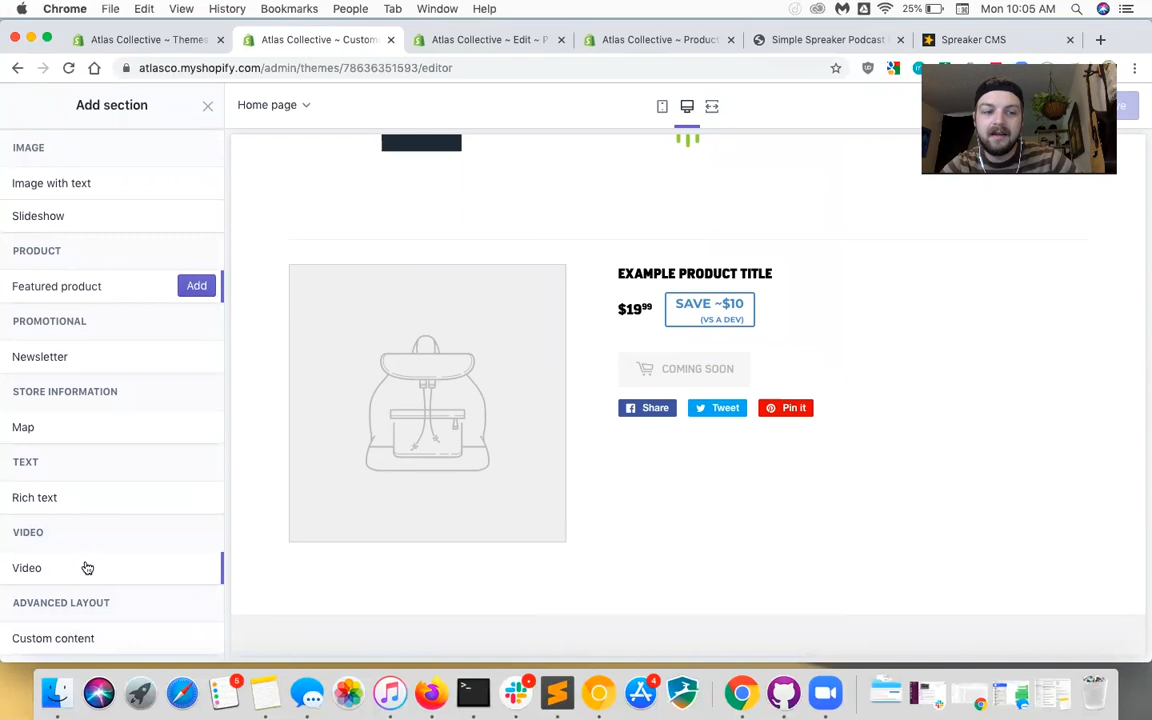 Chrome File Edit View History Bookmarks People Tab Window Help 25% Mon 10:05 AM
Atlas Collective ~ Themes Atlas Collective ~ Custom Atlas Collective ~ Edit ~ P Atlas Collective ~ Product Simple Spreaker Podcast Spreaker CMS
atlasco.myshopify.com/admin/themes/78636351593/editor
Add section
Home page
IMAGE
Image with text
Slideshow
PRODUCT
Featured product Add
PROMOTIONAL
Newsletter
STORE INFORMATION
Map
TEXT
Rich text
VIDEO
Video
ADVANCED LAYOUT
Custom content
EXAMPLE PRODUCT TITLE
$19⁹⁹ SAVE ~$10
(VS A DEV)
COMING SOON
Share Tweet Pin it
5 4